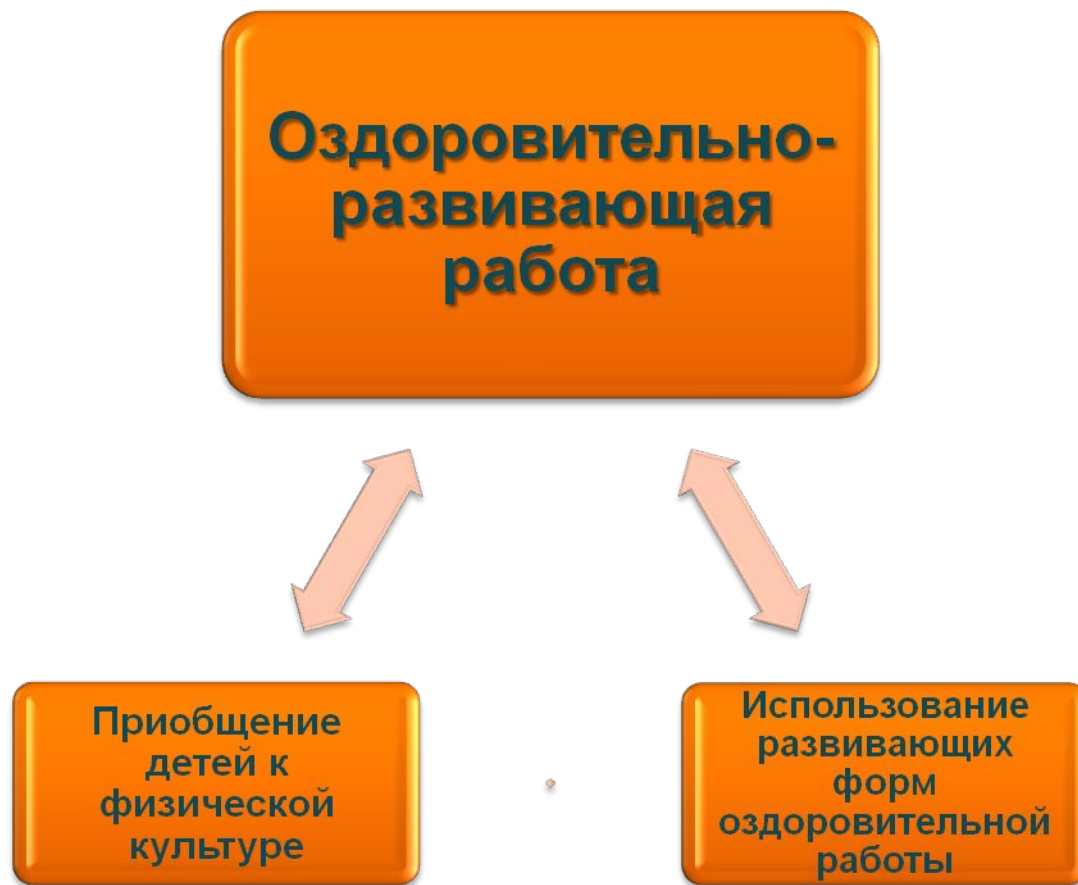 Оздоровительно-
развивающая
работа
Приобщение
детей к
физической
культуре
Использование
развивающих
форм
оздоровительной
работы